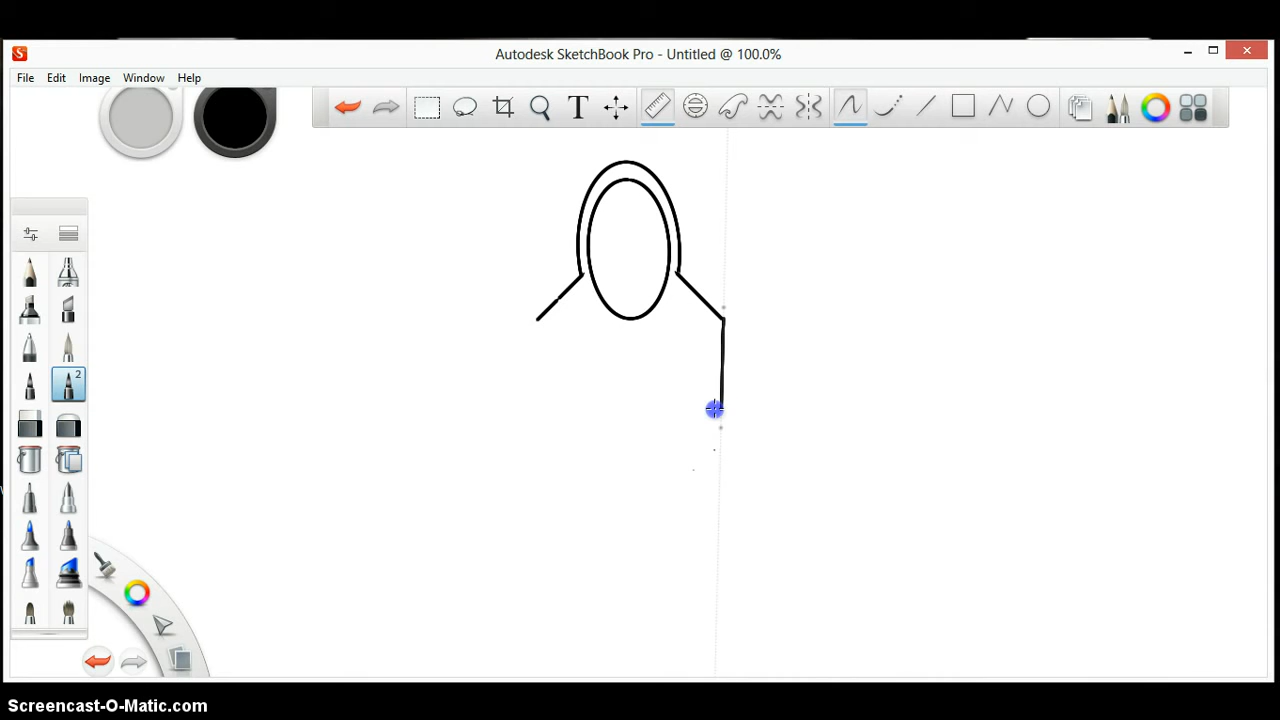 Autodesk SketchBook Pro - Untitled @ 100.0%
File Edit Image Window Help
T
2
Screencast-O-Matic.com